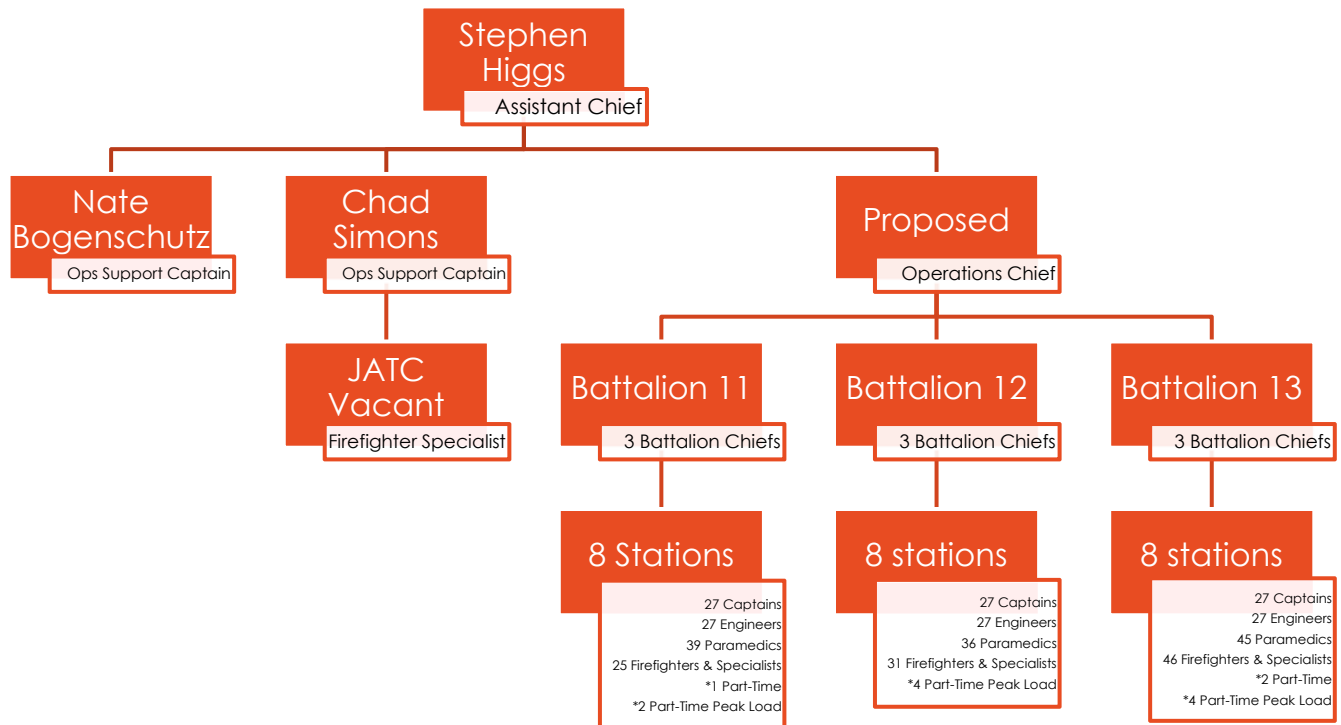 Stephen
Higgs
Assistant Chief
Nate
Bogenschutz
Ops Support Captain
Chad
Simons
Ops Support Captain
Proposed
Operations Chief
JATC
Vacant
Firefighter Specialist
Battalion 11
3 Battalion Chiefs
Battalion 12
3 Battalion Chiefs
Battalion 13
3 Battalion Chiefs
8 Stations
27 Captains
27 Engineers
39 Paramedics
25 Firefighters & Specialists
*1 Part-Time
*2 Part-Time Peak Load
8 stations
27 Captains
27 Engineers
36 Paramedics
31 Firefighters & Specialists
*4 Part-Time Peak Load
8 stations
27 Captains
27 Engineers
45 Paramedics
46 Firefighters & Specialists
*2 Part-Time
*4 Part-Time Peak Load